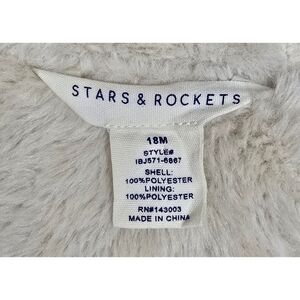 STARS & ROCKETS
18M
STYLE#
IBJ571-6867
SHELL:
100%POLYESTER
LINING:
100%POLYESTER
RN#143003
MADE IN CHINA